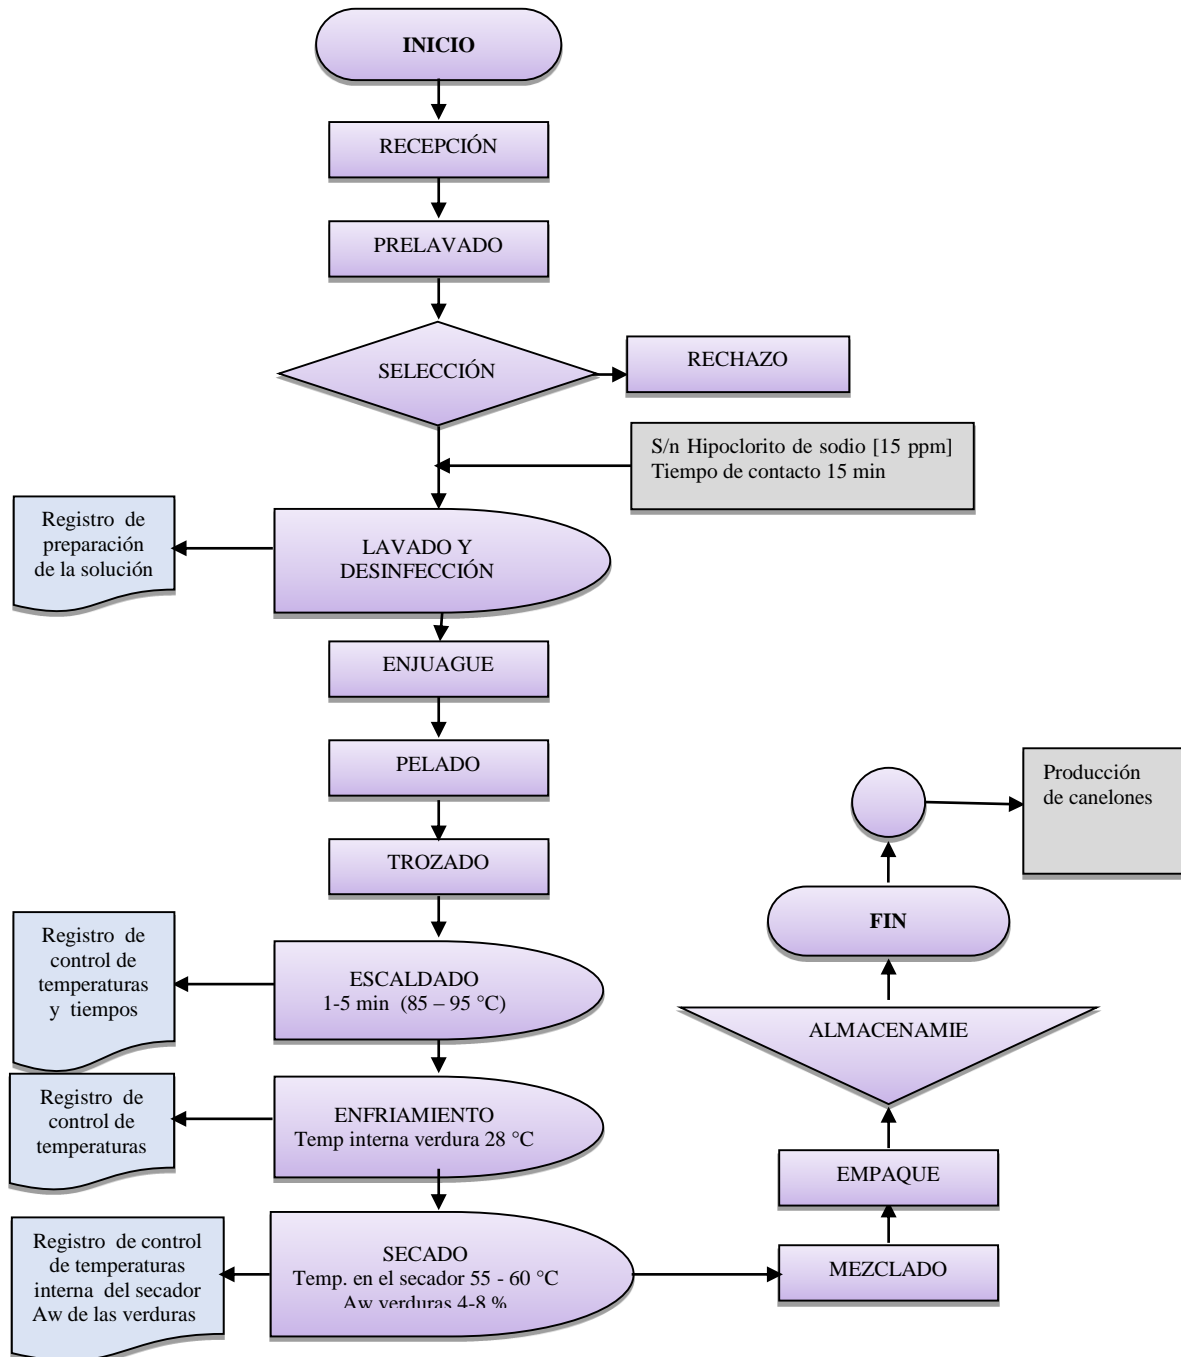 INICIO
RECEPCIÓN
PRELAVADO
SELECCIÓN
RECHAZO
S/n Hipoclorito de sodio [15 ppm]
Tiempo de contacto 15 min
Registro de
preparación
de la solución
LAVADO Y
DESINFECCIÓN
ENJUAGUE
PELADO
TROZADO
Registro de
control de
temperaturas
y tiempos
ESCALDADO
1-5 min (85 – 95 °C)
Registro de
control de
temperaturas
ENFRIAMIENTO
Temp interna verdura 28 °C
Registro de control
de temperaturas
interna del secador
Aw de las verduras
SECADO
Temp. en el secador 55 - 60 °C
Aw verduras 4-8 %
MEZCLADO
EMPAQUE
ALMACENAMIE
FIN
Producción
de canelones